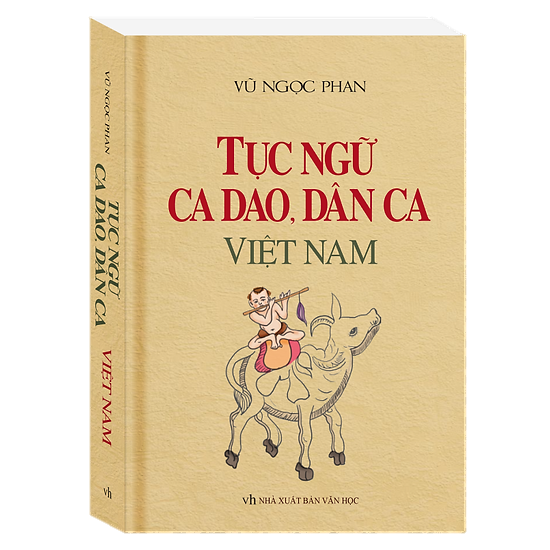 VŨ NGỌC PHAN
TỤC NGỮ
CA DAO, DÂN CA
VIỆT NAM
vh NHÀ XUẤT BẢN VĂN HỌC
VŨ NGỌC PHAN
TỤC NGỮ
CA DAO, DÂN CA
VIỆT NAM
vh